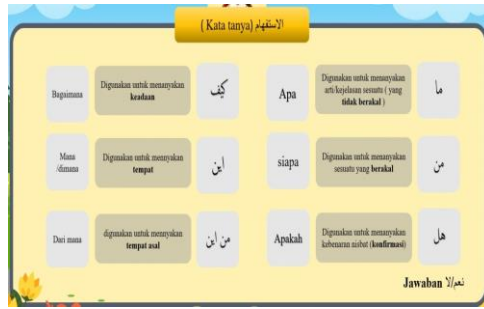 ( Kata tanya) الاستفهام
ما
Digunakan untuk menanyakan
arti/kejelasan sesuatu ( yang
tidak berakal )
Apa
كيف
Digunakan untuk menanyakan
keadaan
Bagaimana
من
Digunakan untuk menanyakan
sesuatu yang berakal
siapa
اين
Digunakan untuk menanyakan
tempat
Mana
/dimana
هل
Digunakan untuk menanyakan
kebenaran nisbat (konfirmasi)
Apakah
من اين
digunakan untuk mennyakan
tempat asal
Dari mana
Jawaban نعم/لا